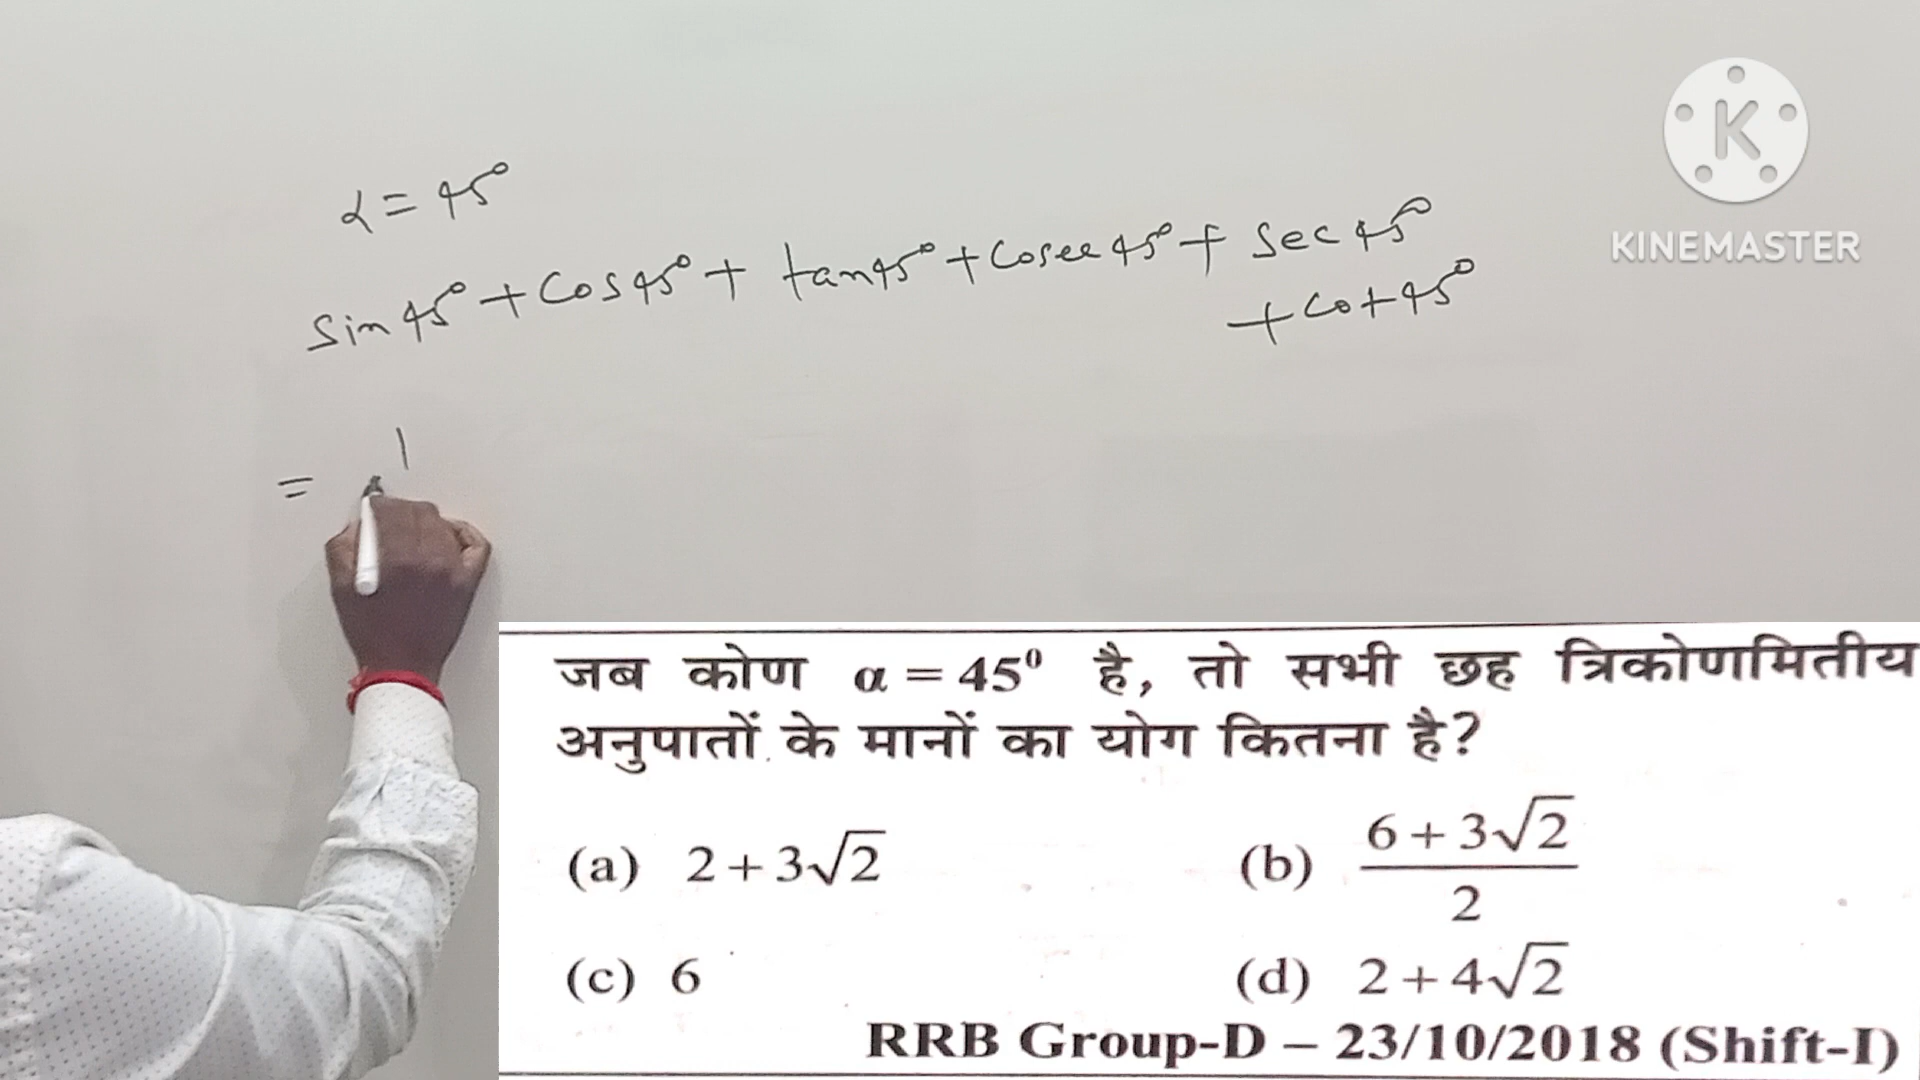 α = 45°
sin 45° + cos 45° + tan 45° + cosec 45° + sec 45°
+ cot 45°
= 1
KINEMASTER
जब कोण α = 45⁰ है, तो सभी छह त्रिकोणमितीय
अनुपातों के मानों का योग कितना है?
(a) 2 + 3√2 (b) (6 + 3√2)/2
(c) 6 (d) 2 + 4√2
RRB Group-D – 23/10/2018 (Shift-I)